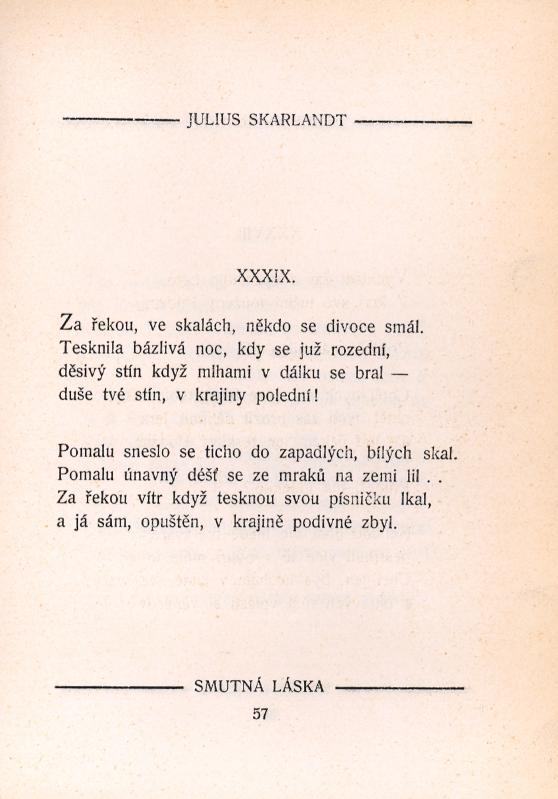 JULIUS SKARLANDT
XXXIX.
Za řekou, ve skalách, někdo se divoce smál.
Tesknila bázlivá noc, kdy se již rozední,
děsivý stín když mlhami v dálku se bral —
duše tvé stín, v krajiny polední!
Pomalu sneslo se ticho do zapadlých, bílých skal.
Pomalu únavný déšť se ze mraků na zemi lil . .
Za řekou vítr když tesknou svou písničku lkal,
a já sám, opuštěn, v krajině podivné zbyl.
SMUTNÁ LÁSKA
57